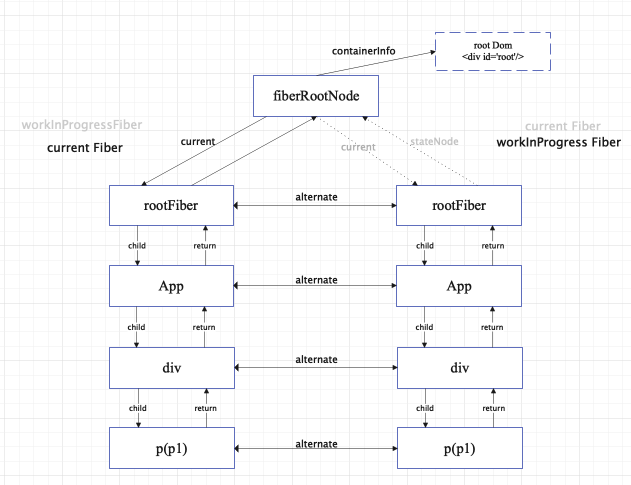 root Dom
<div id='root'/>
containerInfo
fiberRootNode
workInProgressFiber
current Fiber
current Fiber
workInProgress Fiber
current
current
stateNode
rootFiber
alternate
rootFiber
child
return
child
return
App
alternate
App
child
return
child
return
div
alternate
div
child
return
child
return
p(p1)
alternate
p(p1)